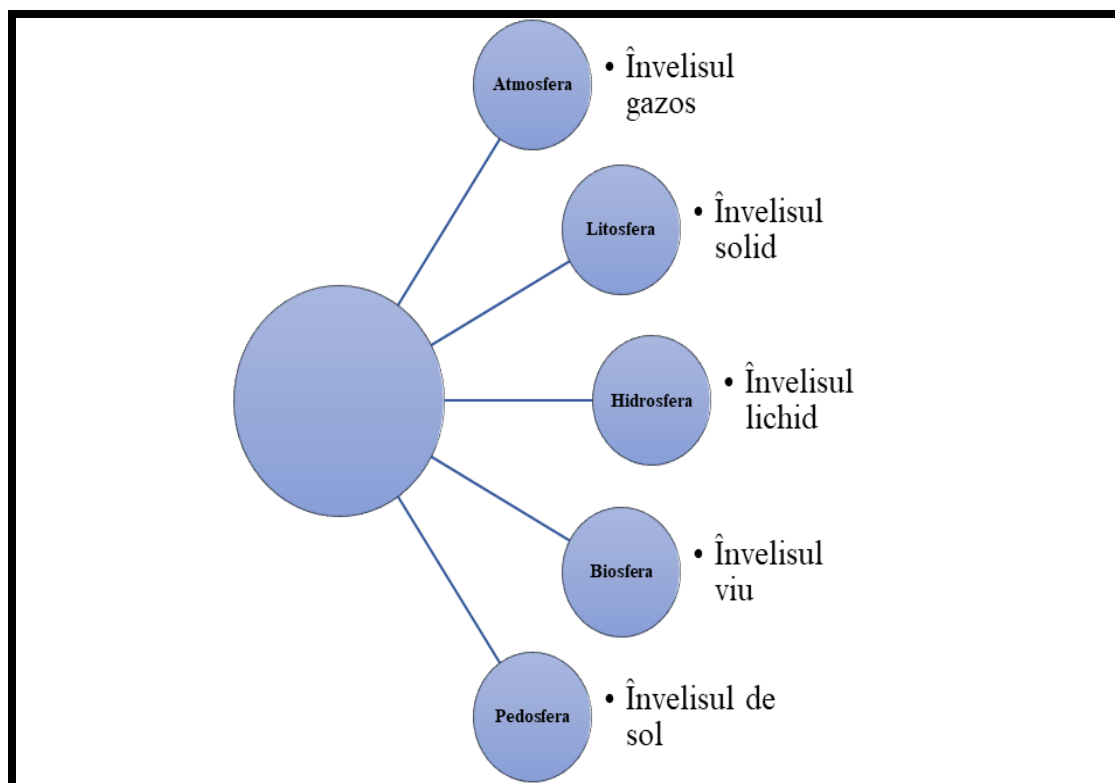 Atmosfera
• Învelisul
gazos
Litosfera
• Învelisul
solid
Hidrosfera
• Învelisul
lichid
Biosfera
• Învelisul
viu
Pedosfera
• Învelisul de
sol